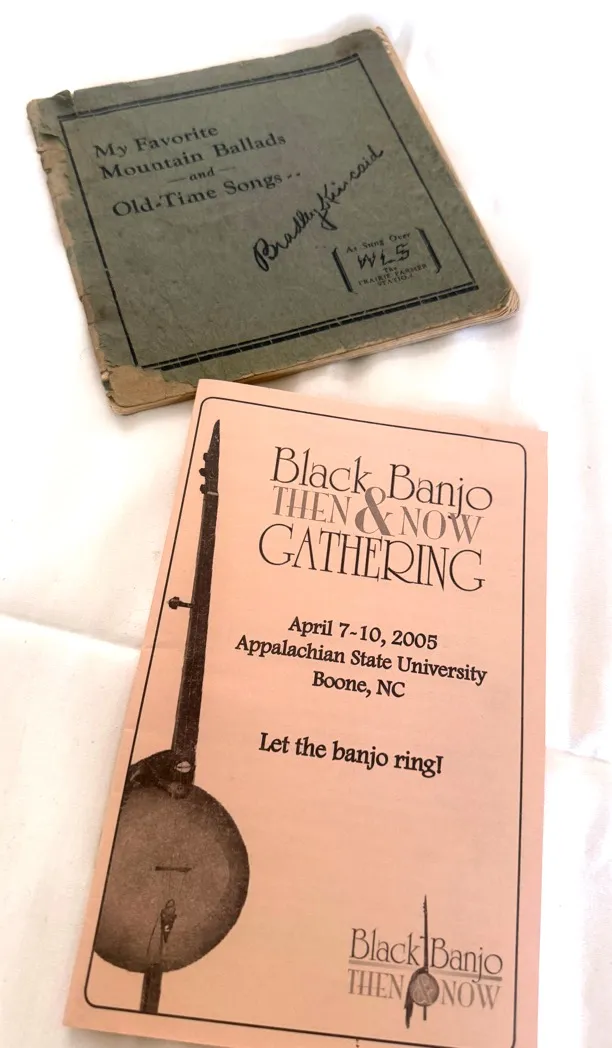 My Favorite
Mountain Ballads
— and —
Old-Time Songs - -
Bradley Kincaid
As Sung Over
WLS
The
PRAIRIE FARMER
STATION
Black Banjo
THEN & NOW
GATHERING
April 7-10, 2005
Appalachian State University
Boone, NC
Let the banjo ring!
Black Banjo
THEN & NOW